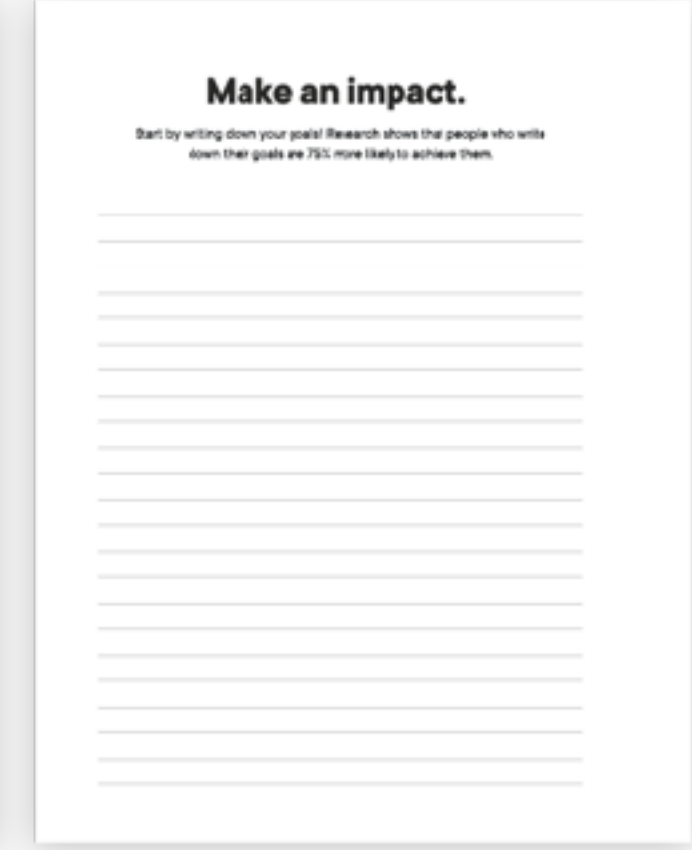 Make an impact.
Start by writing down your goals! Research shows that people who write
down their goals are 75% more likely to achieve them.